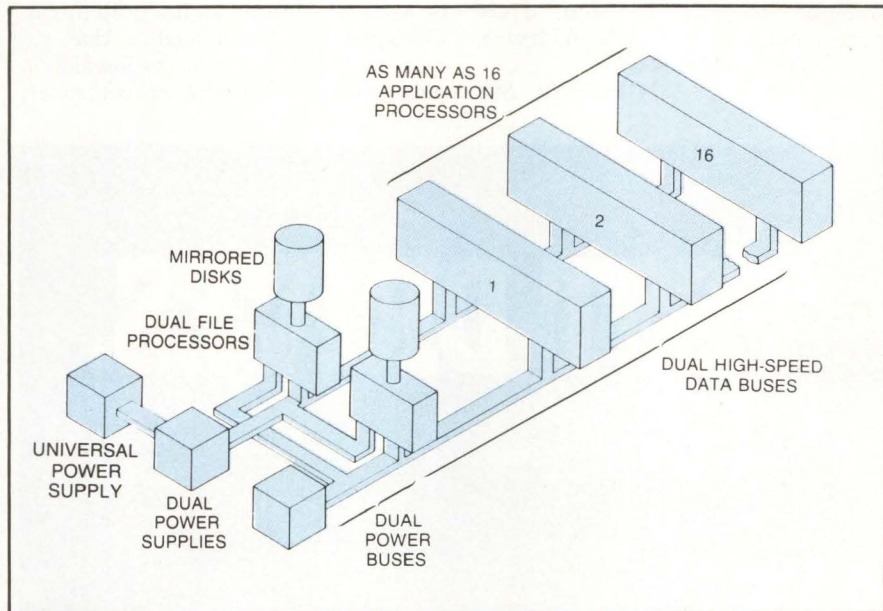 AS MANY AS 16
APPLICATION
PROCESSORS
16
2
1
MIRRORED
DISKS
DUAL FILE
PROCESSORS
DUAL HIGH-SPEED
DATA BUSES
UNIVERSAL
POWER
SUPPLY
DUAL
POWER
SUPPLIES
DUAL
POWER
BUSES